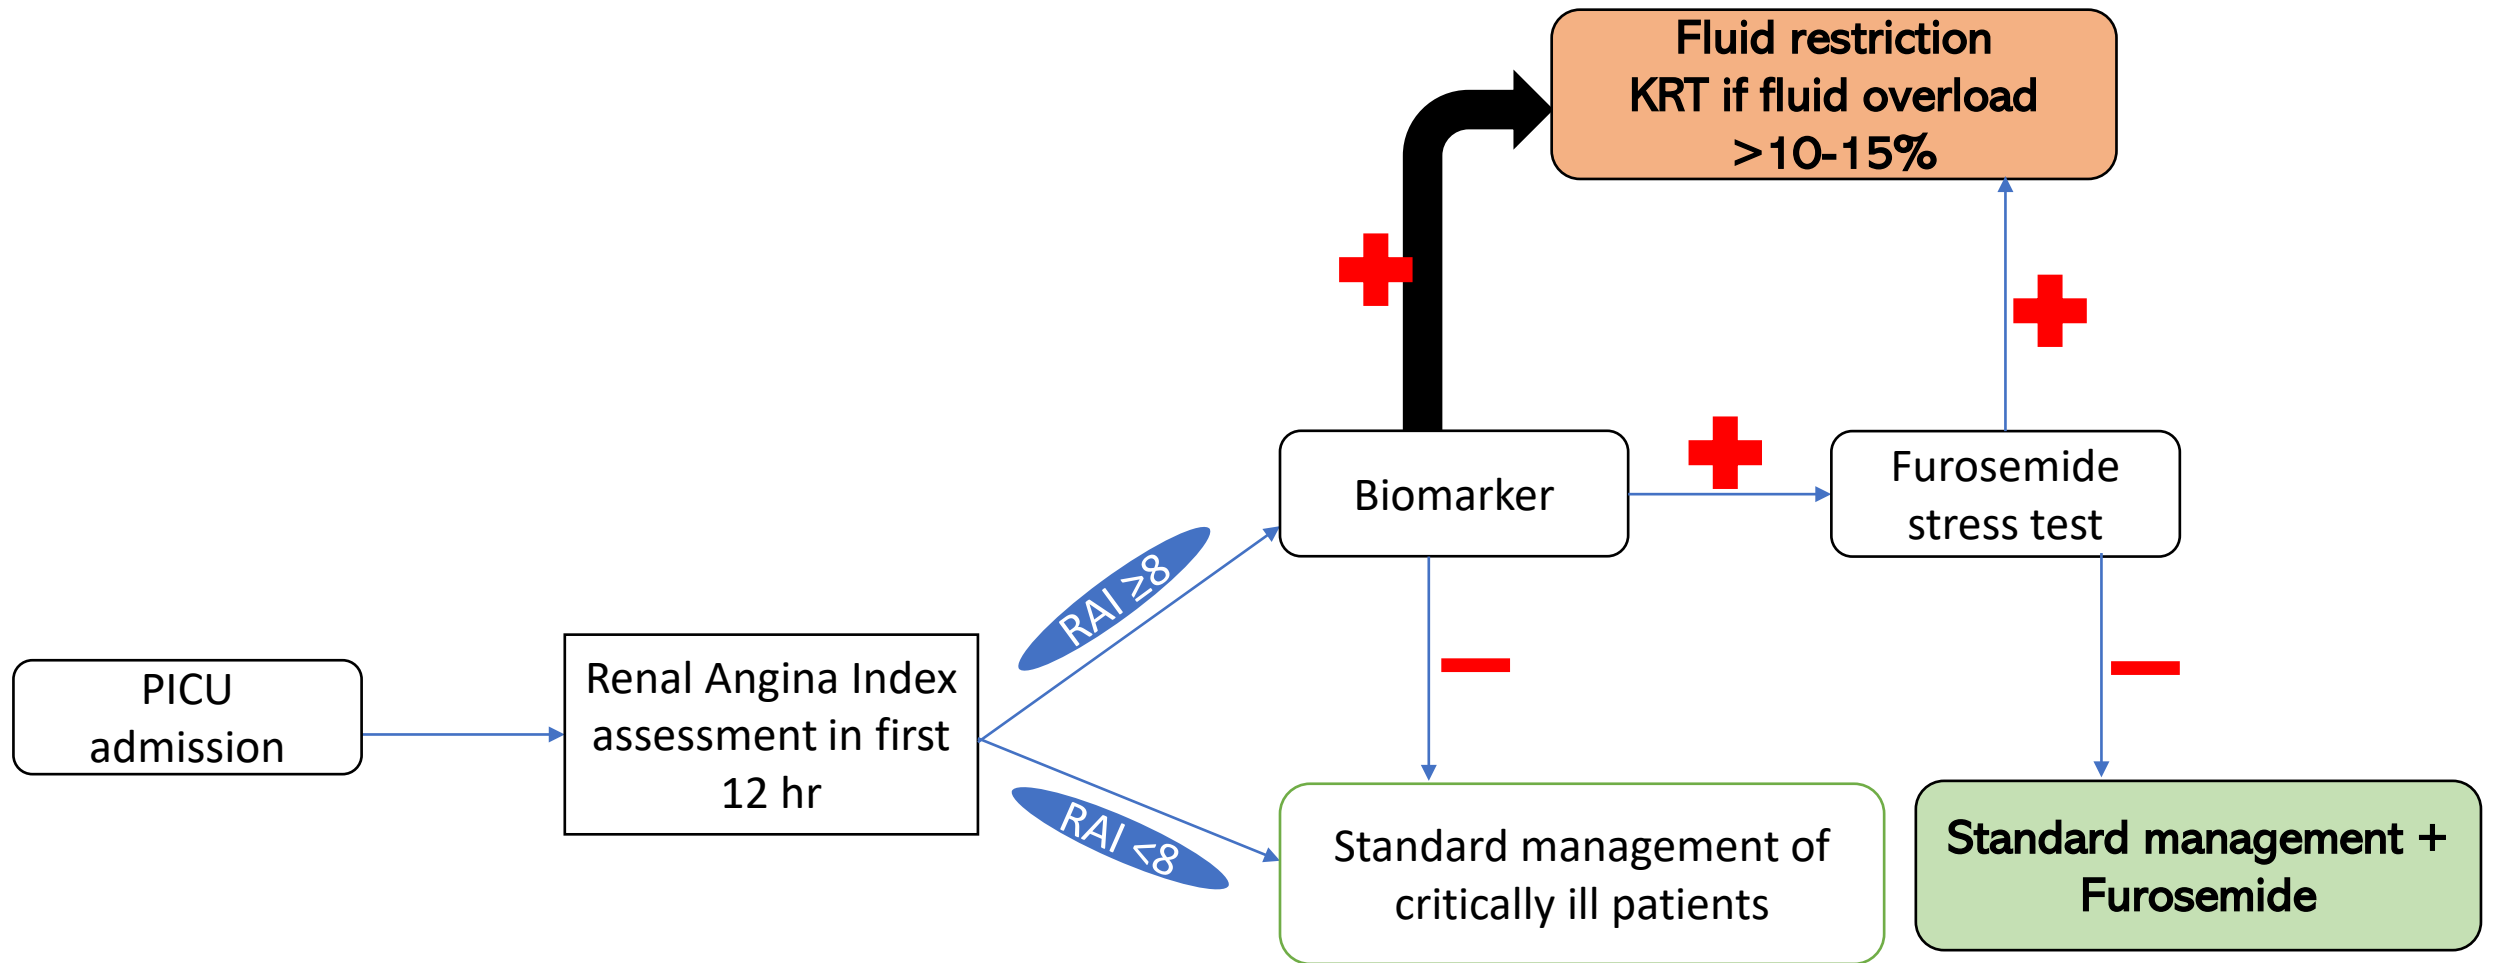 PICU
admission
Renal Angina Index
assessment in first
12 hr
RAI ≥8
RAI <8
Biomarker
Standard management of
critically ill patients
Fluid restriction
KRT if fluid overload
>10-15%
Furosemide
stress test
Standard management +
Furosemide